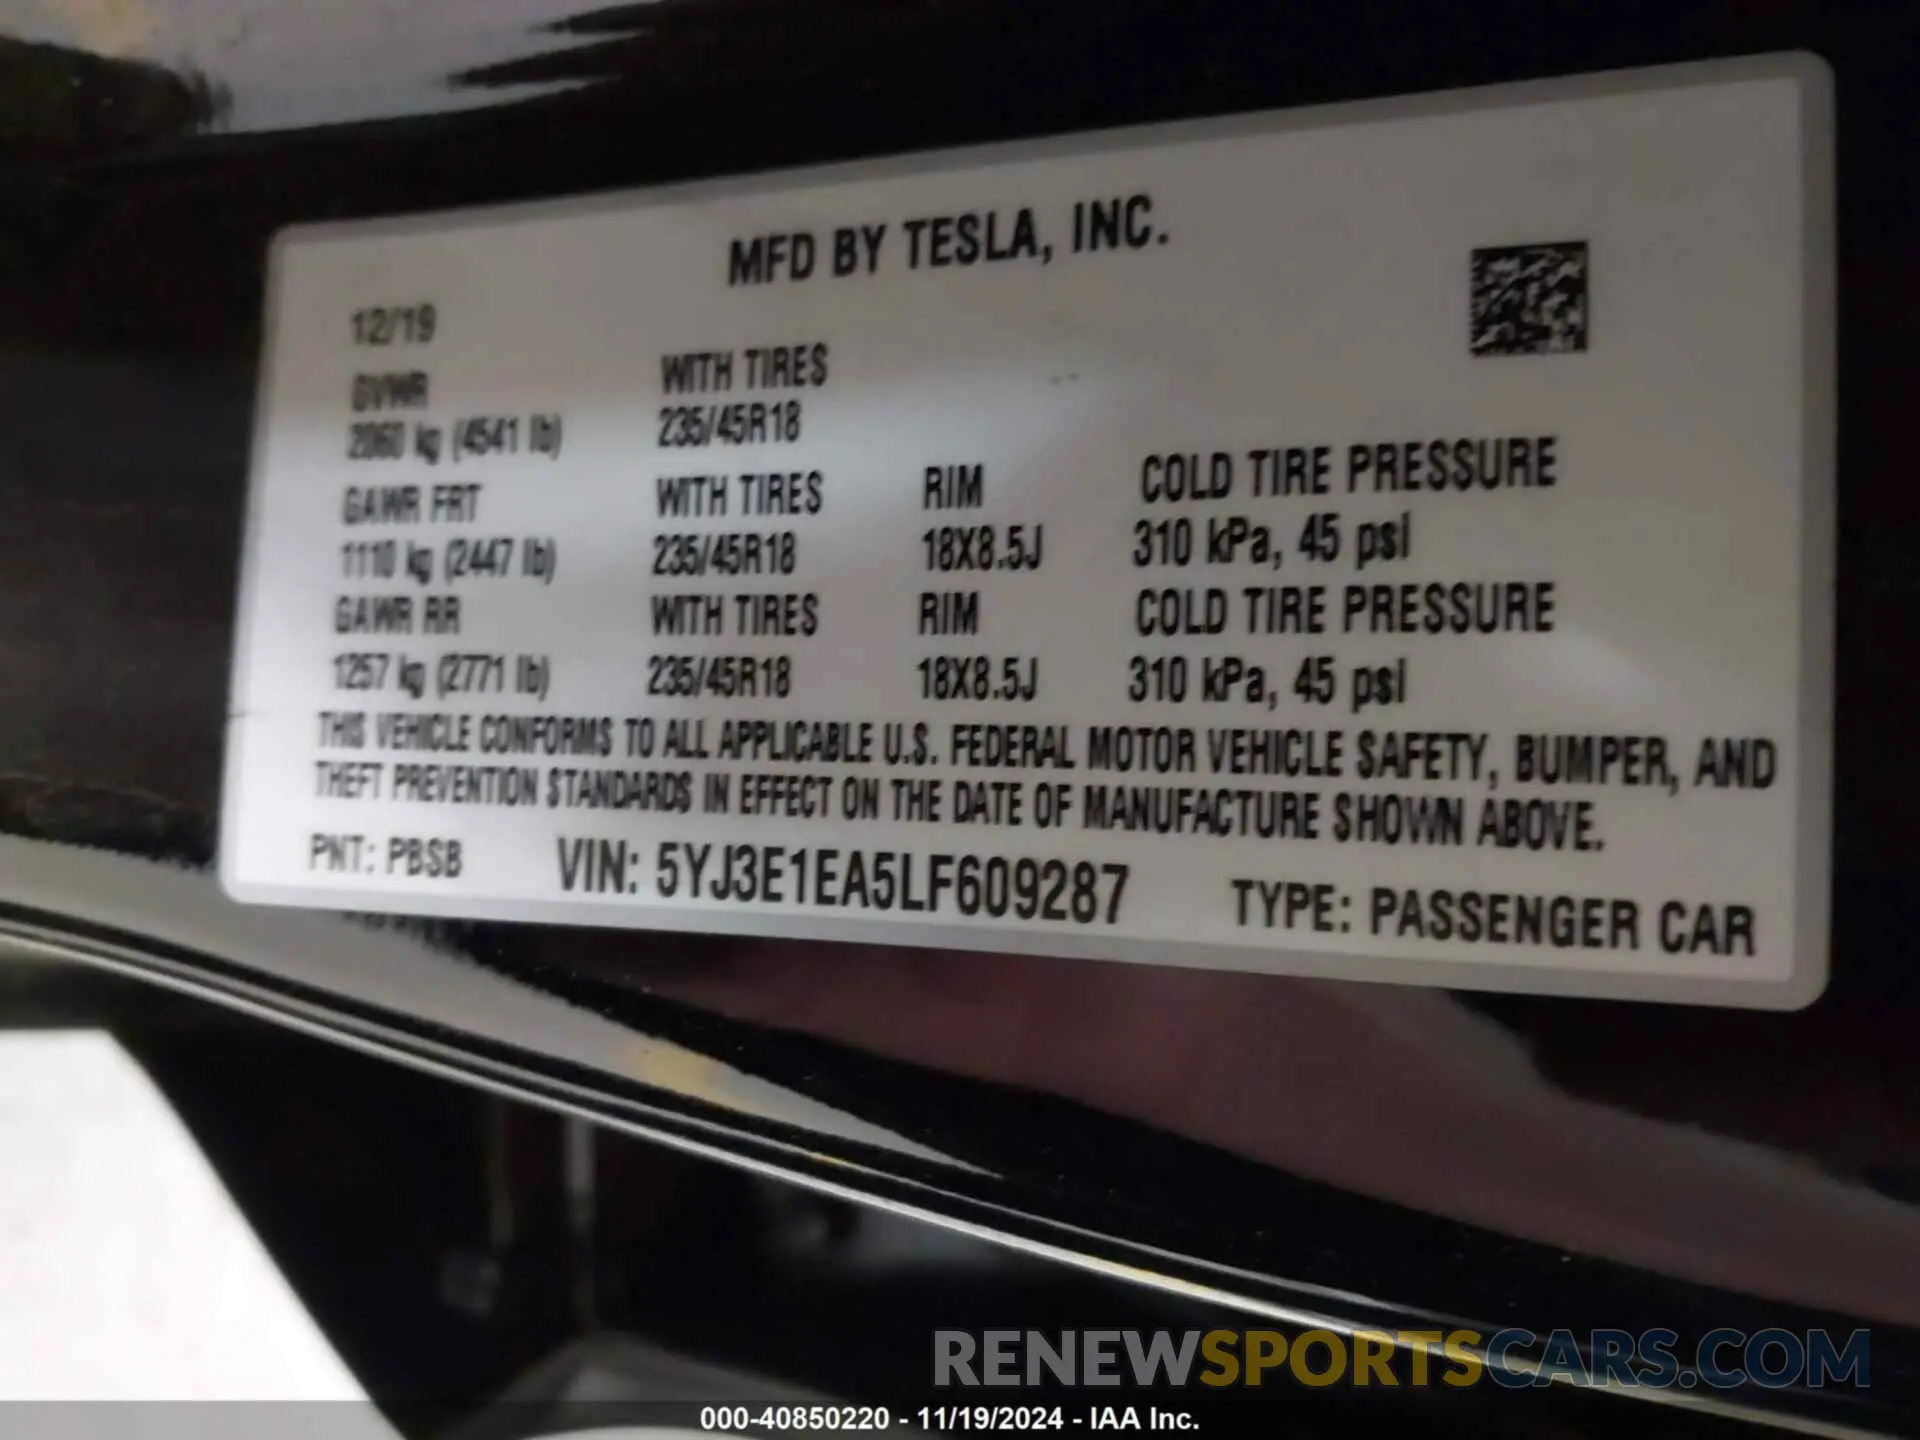 MFD BY TESLA, INC.
12/19
GVWR WITH TIRES
2060 kg (4541 lb) 235/45R18
GAWR FRT WITH TIRES RIM COLD TIRE PRESSURE
1110 kg (2447 lb) 235/45R18 18X8.5J 310 kPa, 45 psi
GAWR RR WITH TIRES RIM COLD TIRE PRESSURE
1257 kg (2771 lb) 235/45R18 18X8.5J 310 kPa, 45 psi
THIS VEHICLE CONFORMS TO ALL APPLICABLE U.S. FEDERAL MOTOR VEHICLE SAFETY, BUMPER, AND
THEFT PREVENTION STANDARDS IN EFFECT ON THE DATE OF MANUFACTURE SHOWN ABOVE.
PNT: PBSB VIN: 5YJ3E1EA5LF609287 TYPE: PASSENGER CAR
RENEWSPORTSCARS.COM
000-40850220 - 11/19/2024 - IAA Inc.